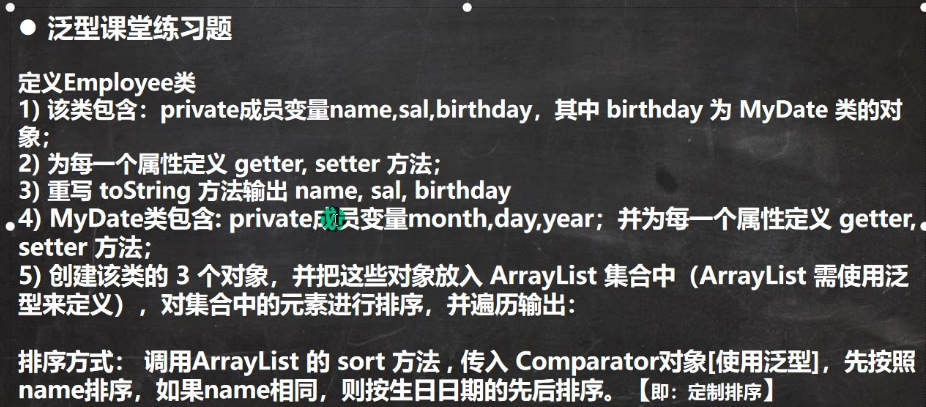 ● 泛型课堂练习题
定义Employee类
1) 该类包含：private成员变量name,sal,birthday，其中 birthday 为 MyDate 类的对
象；
2) 为每一个属性定义 getter, setter 方法；
3) 重写 toString 方法输出 name, sal, birthday
4) MyDate类包含: private成员变量month,day,year；并为每一个属性定义 getter,
setter 方法；
5) 创建该类的 3 个对象，并把这些对象放入 ArrayList 集合中（ArrayList 需使用泛
型来定义），对集合中的元素进行排序，并遍历输出：
排序方式： 调用ArrayList 的 sort 方法 , 传入 Comparator对象[使用泛型]，先按照
name排序，如果name相同，则按生日日期的先后排序。【即：定制排序】